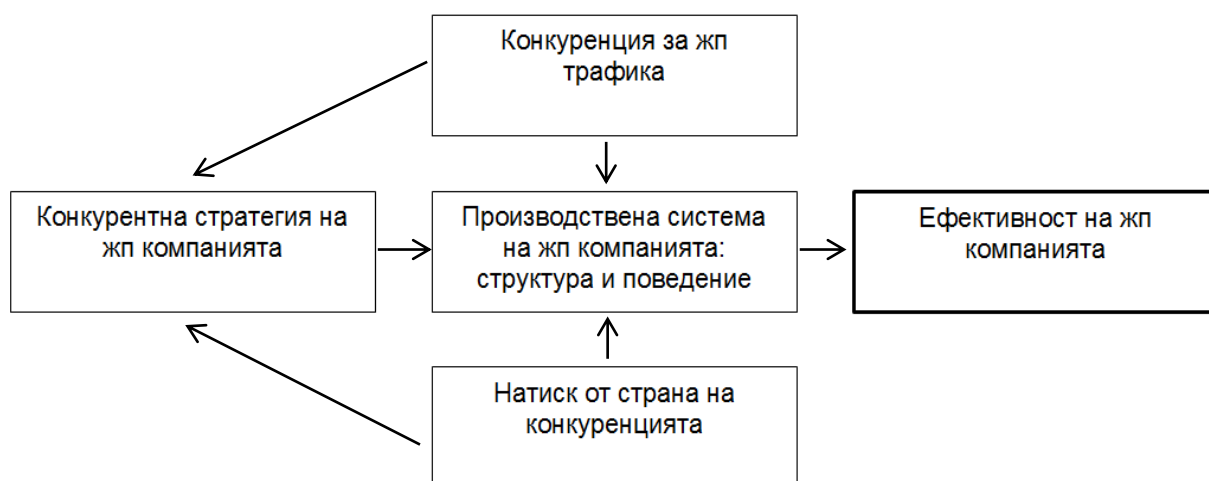 Конкуренция за жп
трафика
Конкурентна стратегия на
жп компанията
Производствена система
на жп компанията:
структура и поведение
Ефективност на жп
компанията
Натиск от страна на
конкуренцията